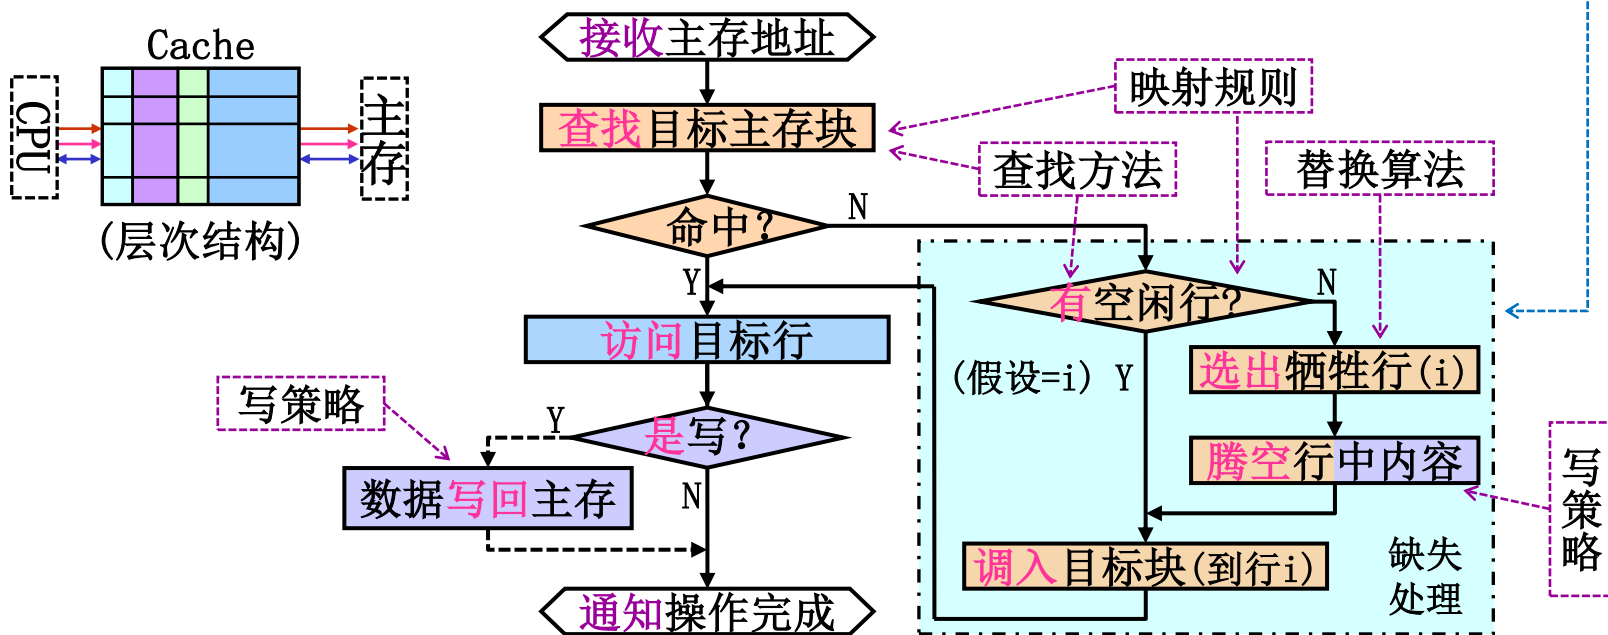 Cache
CPU
主存
(层次结构)
接收主存地址
查找目标主存块
命中?
N
Y
访问目标行
是写?
Y
N
写策略
数据写回主存
通知操作完成
映射规则
查找方法
替换算法
有空闲行?
N
(假设=i) Y
选出牺牲行(i)
腾空行中内容
调入目标块(到行i)
缺失
处理
写策略